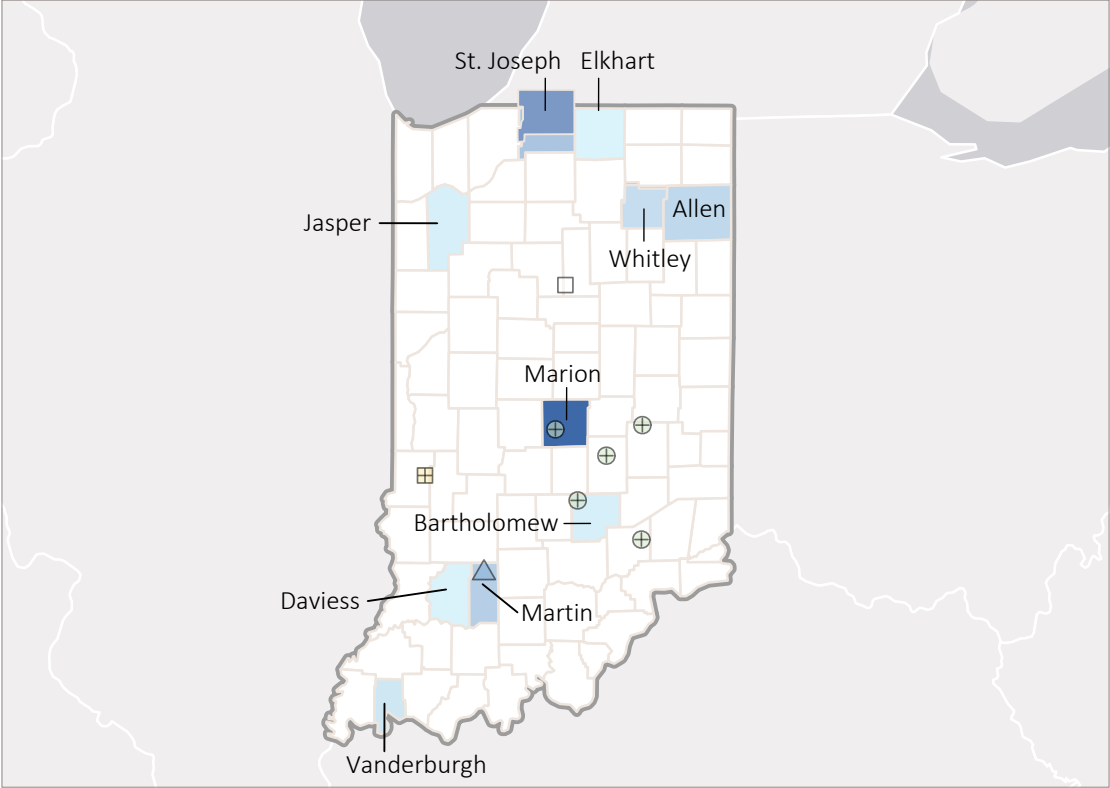 St. Joseph
Elkhart
Jasper
Allen
Whitley
Marion
Bartholomew
Daviess
Martin
Vanderburgh